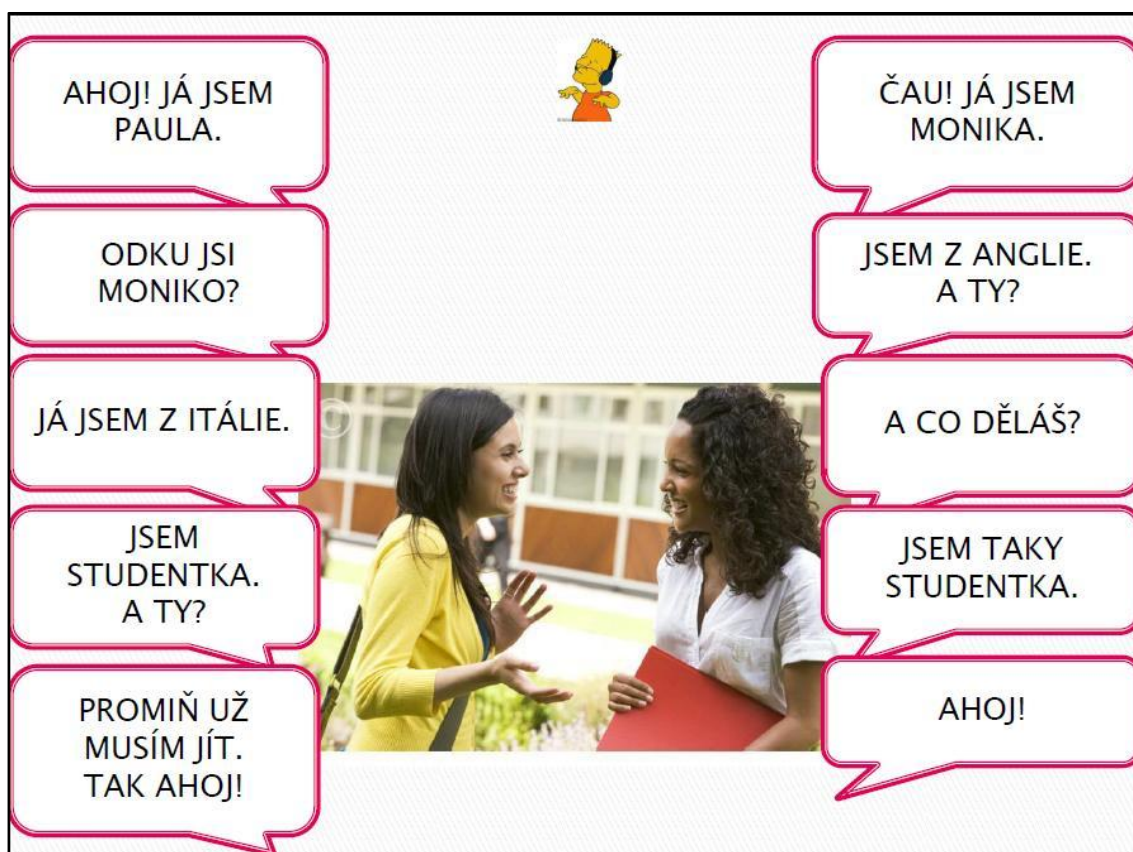 AHOJ! JÁ JSEM
PAULA.
ČAU! JÁ JSEM
MONIKA.
ODKU JSI
MONIKO?
JSEM Z ANGLIE.
A TY?
JÁ JSEM Z ITÁLIE.
A CO DĚLÁŠ?
JSEM
STUDENTKA.
A TY?
JSEM TAKY
STUDENTKA.
PROMIŇ UŽ
MUSÍM JÍT.
TAK AHOJ!
AHOJ!